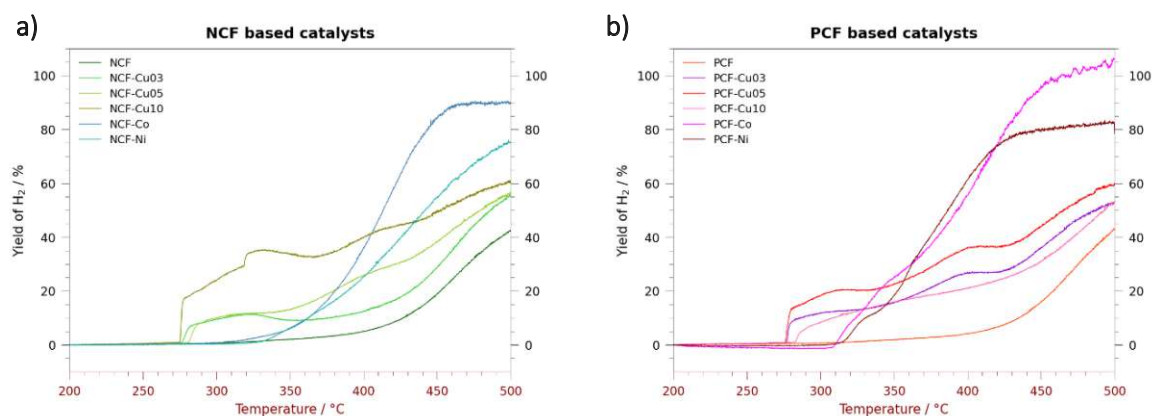 a)
NCF based catalysts
NCF
NCF-Cu03
NCF-Cu05
NCF-Cu10
NCF-Co
NCF-Ni
Yield of H₂ / %
100
80
60
40
20
0
100
80
60
40
20
0
200 250 300 350 400 450 500
Temperature / °C
b)
PCF based catalysts
PCF
PCF-Cu03
PCF-Cu05
PCF-Cu10
PCF-Co
PCF-Ni
Yield of H₂ / %
100
80
60
40
20
0
100
80
60
40
20
0
200 250 300 350 400 450 500
Temperature / °C